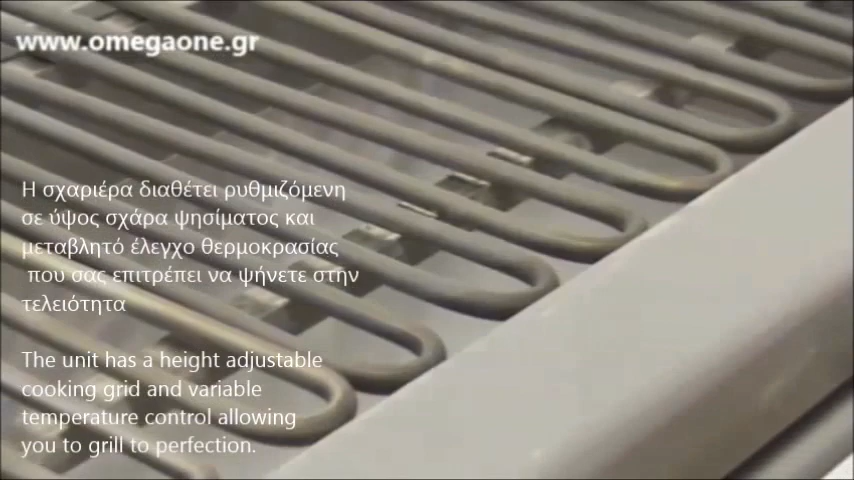 www.omegaone.gr
Η σχαριέρα διαθέτει ρυθμιζόμενη
σε ύψος σχάρα ψησίματος και
μεταβλητό έλεγχο θερμοκρασίας
που σας επιτρέπει να ψήνετε στην
τελειότητα
The unit has a height adjustable
cooking grid and variable
temperature control allowing
you to grill to perfection.